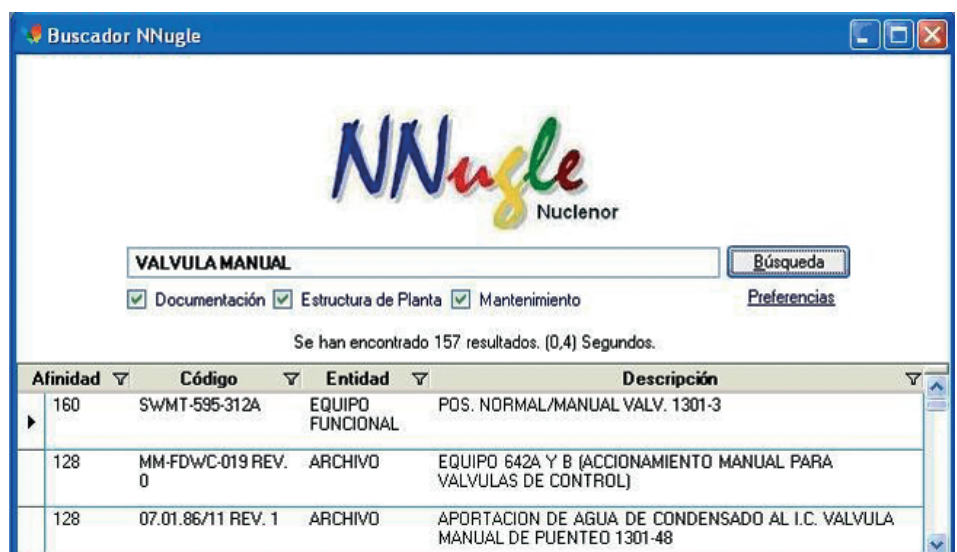 Buscador NNugle
NNugle
Nuclenor
VALVULA MANUAL
Búsqueda
Documentación Estructura de Planta Mantenimiento
Preferencias
Se han encontrado 157 resultados. (0,4) Segundos.
Afinidad Código Entidad Descripción
160 SWMT-595-312A EQUIPO POS. NORMAL/MANUAL VALV. 1301-3
FUNCIONAL
128 MM-FDWC-019 REV. ARCHIVO EQUIPO 642A Y B (ACCIONAMIENTO MANUAL PARA
0 VALVULAS DE CONTROL)
128 07.01.86/11 REV. 1 ARCHIVO APORTACION DE AGUA DE CONDENSADO AL I.C. VALVULA
MANUAL DE PUENTEO 1301-48